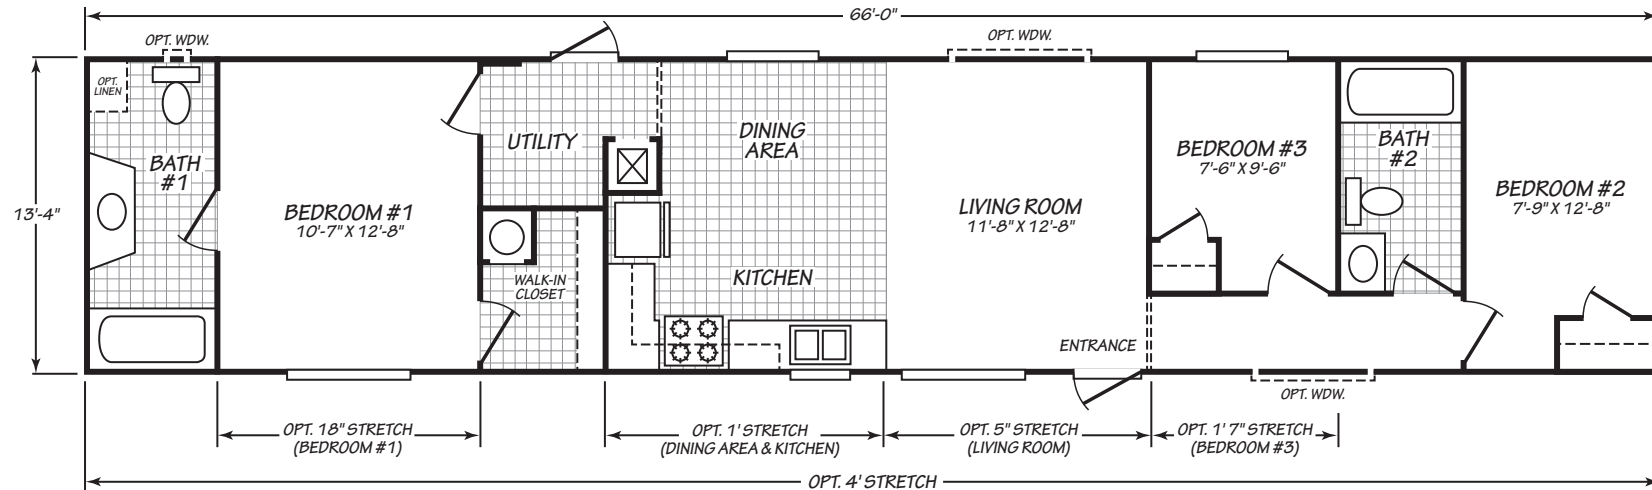 66'-0"
OPT. WDW.
OPT. WDW.
13'-4"
OPT.
LINEN
BATH
#1
BEDROOM #1
10'-7" X 12'-8"
UTILITY
WALK-IN
CLOSET
DINING
AREA
KITCHEN
LIVING ROOM
11'-8" X 12'-8"
ENTRANCE
BEDROOM #3
7'-6" X 9'-6"
BATH
#2
BEDROOM #2
7'-9" X 12'-8"
OPT. WDW.
OPT. 18" STRETCH
(BEDROOM #1)
OPT. 1' STRETCH
(DINING AREA & KITCHEN)
OPT. 5" STRETCH
(LIVING ROOM)
OPT. 1' 7" STRETCH
(BEDROOM #3)
OPT. 4' STRETCH